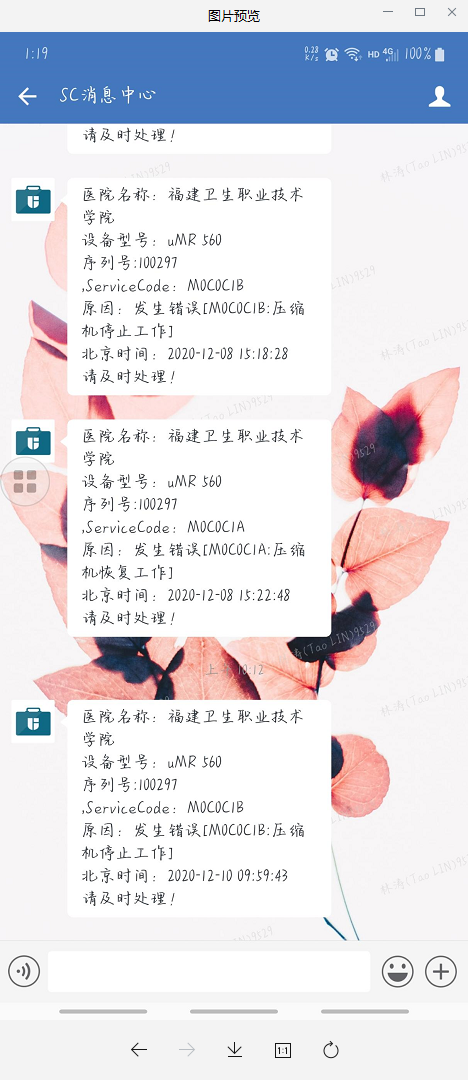 图片预览
1:19
0.28
K/s
HD 4G
100%
SC消息中心
请及时处理!
医院名称: 福建卫生职业技术
学院
设备型号: uMR 560
序列号:100297
,ServiceCode: M0C0C1B
原因: 发生错误[M0C0C1B:压缩
机停止工作]
北京时间: 2020-12-08 15:18:28
请及时处理!
医院名称: 福建卫生职业技术
学院
设备型号: uMR 560
序列号:100297
,ServiceCode: M0C0C1A
原因: 发生错误[M0C0C1A:压缩
机恢复工作]
北京时间: 2020-12-08 15:22:48
请及时处理!
上午10:12
医院名称: 福建卫生职业技术
学院
设备型号: uMR 560
序列号:100297
,ServiceCode: M0C0C1B
原因: 发生错误[M0C0C1B:压缩
机停止工作]
北京时间: 2020-12-10 09:59:43
请及时处理!
林涛(Tao LIN)9529
1:1